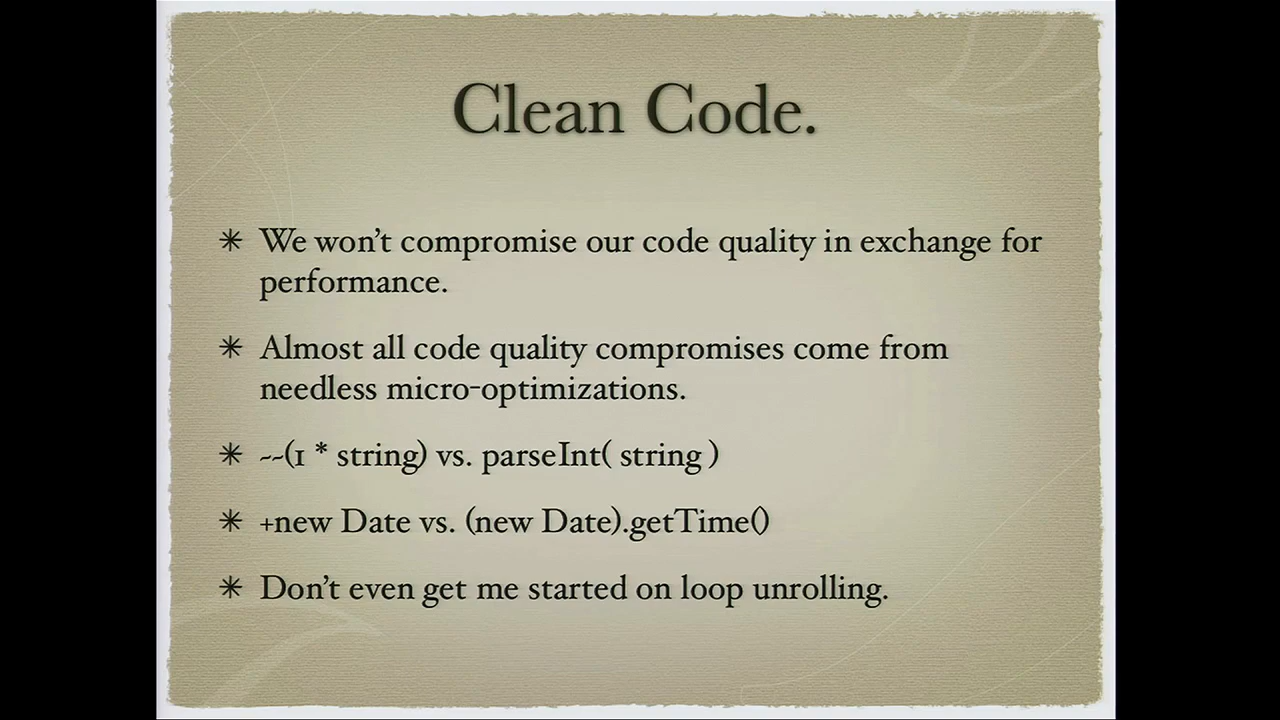 Clean Code.
✳ We won't compromise our code quality in exchange for
performance.
✳ Almost all code quality compromises come from
needless micro-optimizations.
✳ ~~(1 * string) vs. parseInt( string )
✳ +new Date vs. (new Date).getTime()
✳ Don't even get me started on loop unrolling.